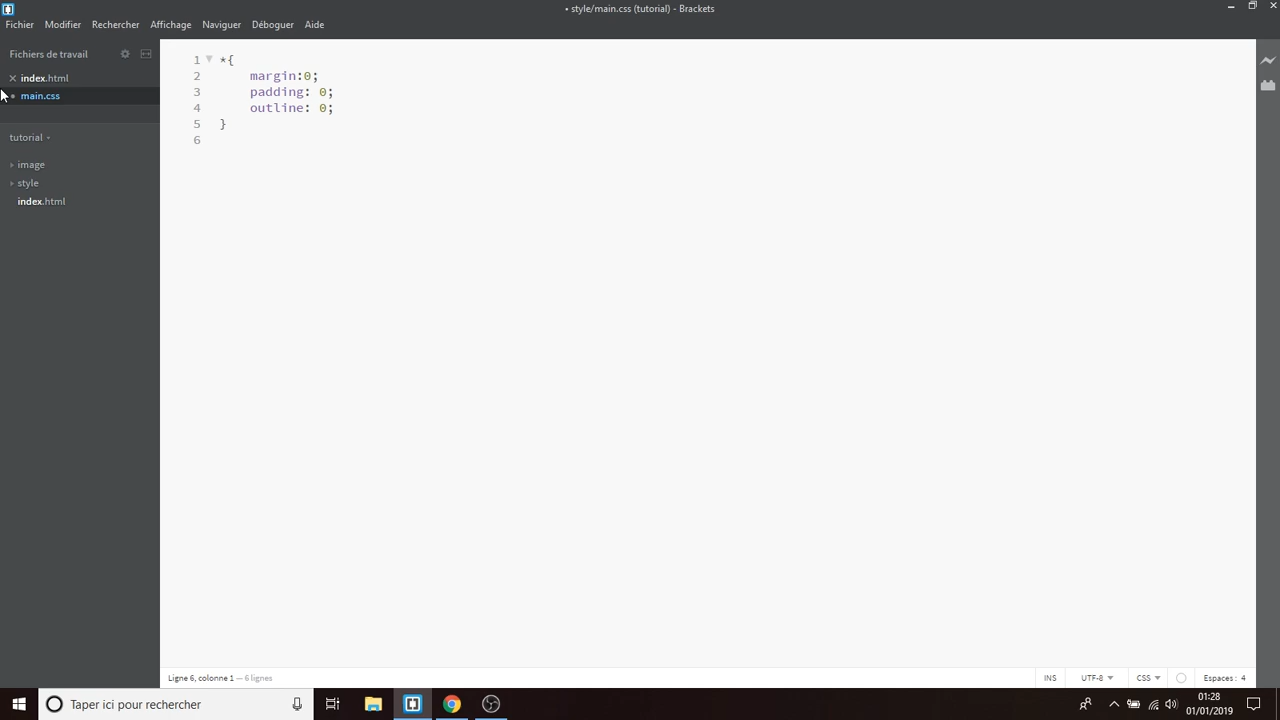 • style/main.css (tutorial) - Brackets
Fichier Modifier Rechercher Affichage Naviguer Déboguer Aide
Fichiers de travail
index.html
main.css
tutorial
image
style
index.html
1 *{
2 margin:0;
3 padding: 0;
4 outline: 0;
5 }
6
Ligne 6, colonne 1 — 6 lignes
INS UTF-8 CSS Espaces : 4
Taper ici pour rechercher
01:28
01/01/2019